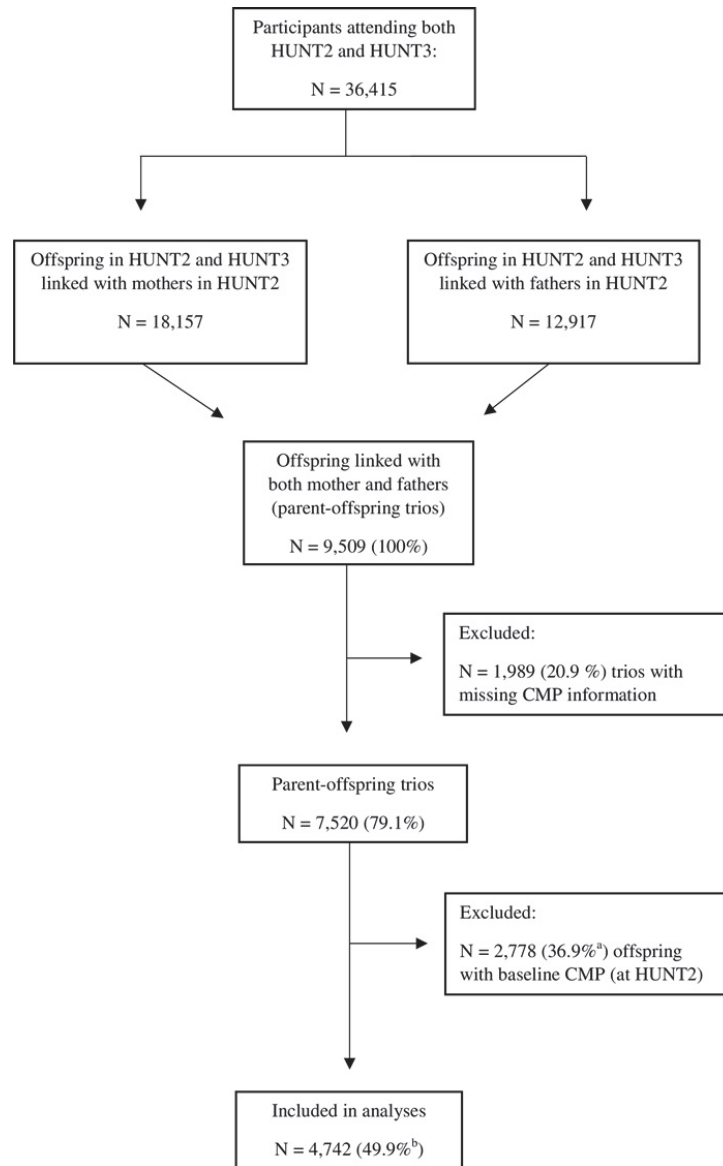 Participants attending both
HUNT2 and HUNT3:
N = 36,415
Offspring in HUNT2 and HUNT3
linked with mothers in HUNT2
N = 18,157
Offspring in HUNT2 and HUNT3
linked with fathers in HUNT2
N = 12,917
Offspring linked with
both mother and fathers
(parent-offspring trios)
N = 9,509 (100%)
Excluded:
N = 1,989 (20.9 %) trios with
missing CMP information
Parent-offspring trios
N = 7,520 (79.1%)
Excluded:
N = 2,778 (36.9%ᵃ) offspring
with baseline CMP (at HUNT2)
Included in analyses
N = 4,742 (49.9%ᵇ)